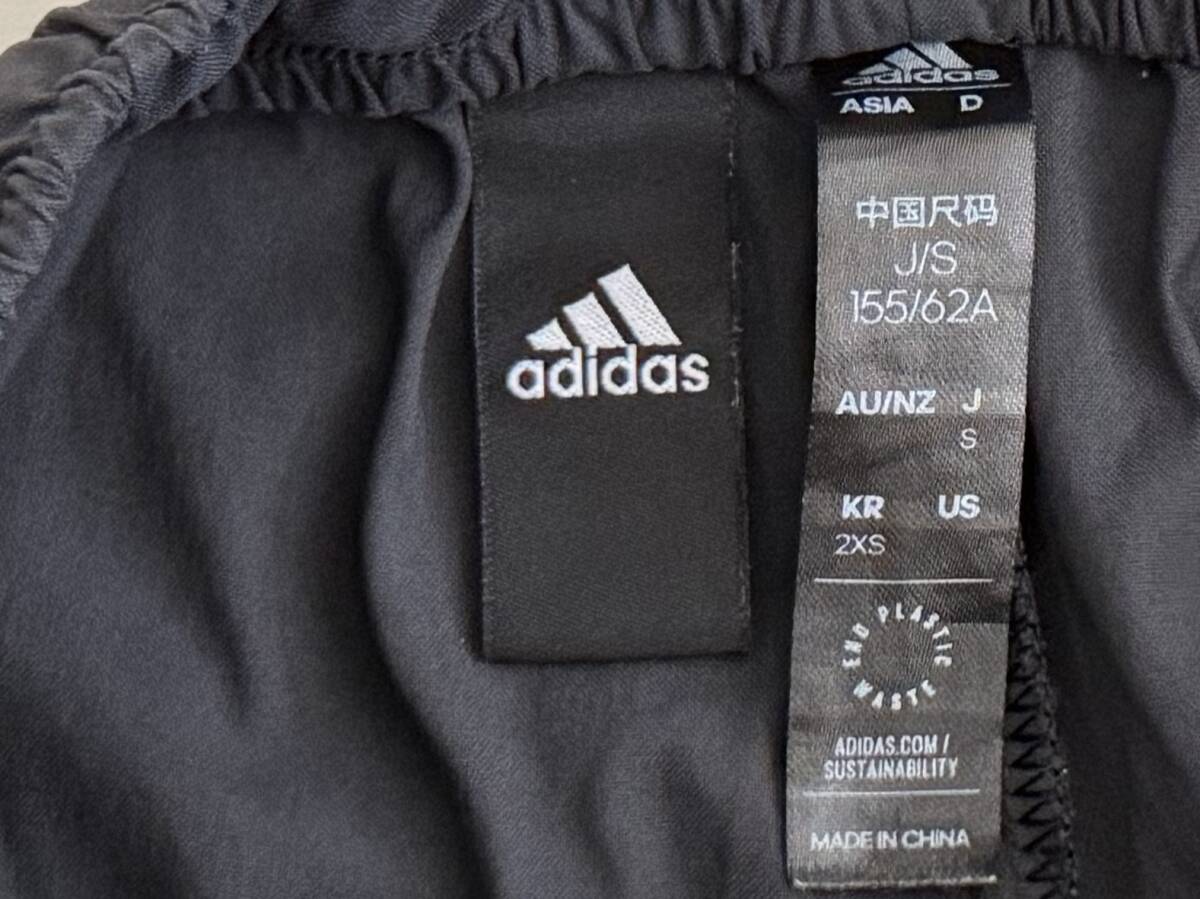 adidas
adidas
ASIA D
中国尺码
J/S
155/62A
AU/NZ J
S
KR US
2XS
END PLASTIC WASTE
ADIDAS.COM /
SUSTAINABILITY
MADE IN CHINA